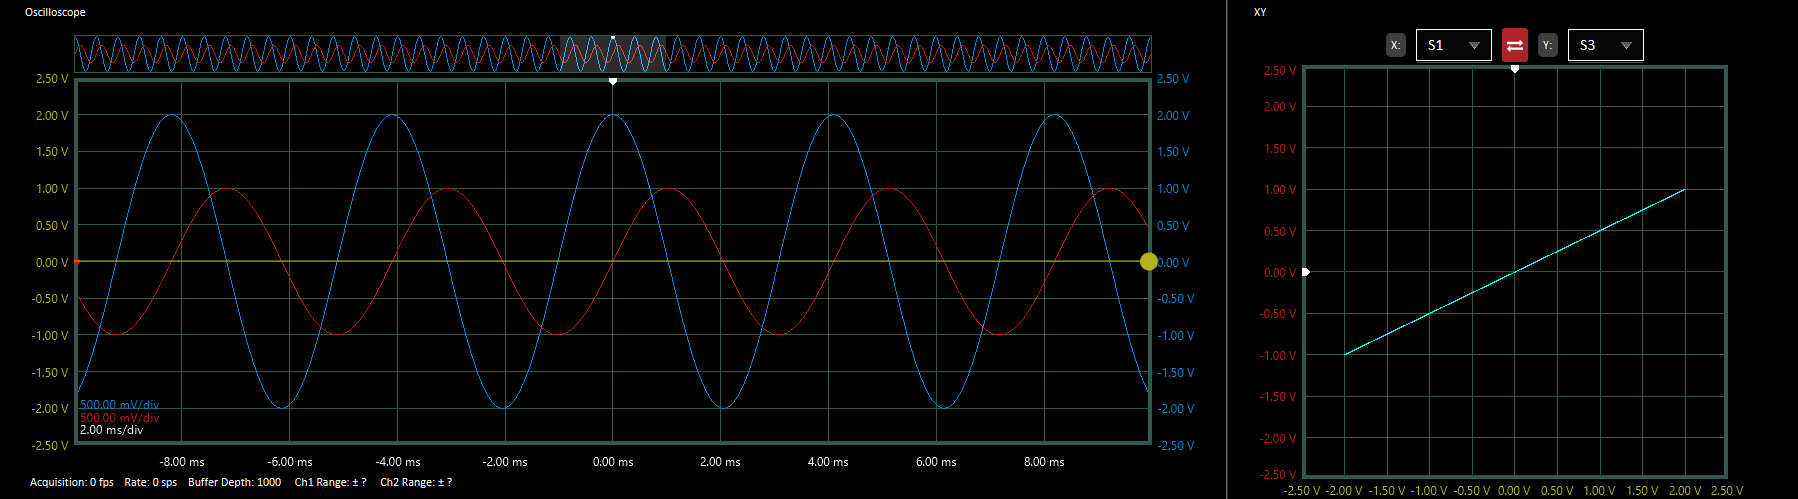 Oscilloscope
2.50 V 2.50 V
2.00 V 2.00 V
1.50 V 1.50 V
1.00 V 1.00 V
0.50 V 0.50 V
0.00 V 0.00 V
-0.50 V -0.50 V
-1.00 V -1.00 V
-1.50 V -1.50 V
-2.00 V -2.00 V
-2.50 V -2.50 V
500.00 mV/div
500.00 mV/div
2.00 ms/div
-8.00 ms -6.00 ms -4.00 ms -2.00 ms 0.00 ms 2.00 ms 4.00 ms 6.00 ms 8.00 ms
Acquisition: 0 fps Rate: 0 sps Buffer Depth: 1000 Ch1 Range: ± ? Ch2 Range: ± ?
XY
X: S1 Y: S3
2.50 V
2.00 V
1.50 V
1.00 V
0.50 V
0.00 V
-0.50 V
-1.00 V
-1.50 V
-2.00 V
-2.50 V
-2.50 V -2.00 V -1.50 V -1.00 V -0.50 V 0.00 V 0.50 V 1.00 V 1.50 V 2.00 V 2.50 V